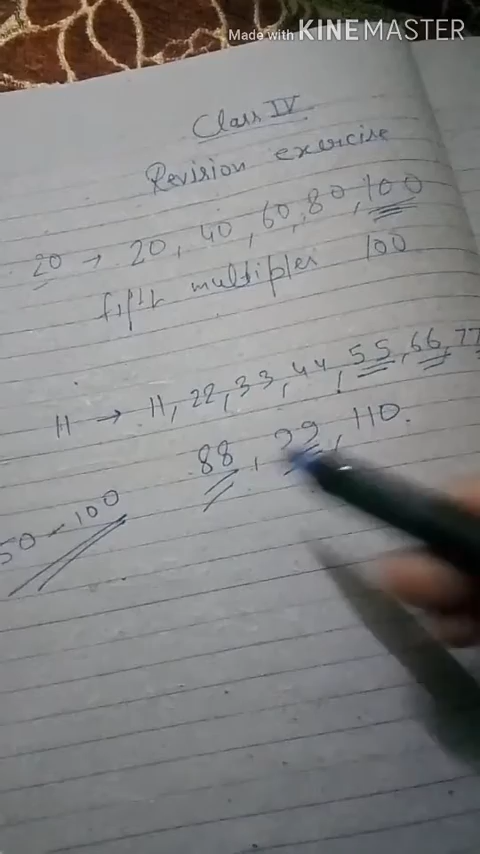 Made with KINEMASTER
Class IV
Revision exercise
20 → 20, 40, 60, 80, 100
fifth multiples 100
11 → 11, 22, 33, 44, 55, 66, 77
88, 99, 110.
50 - 100